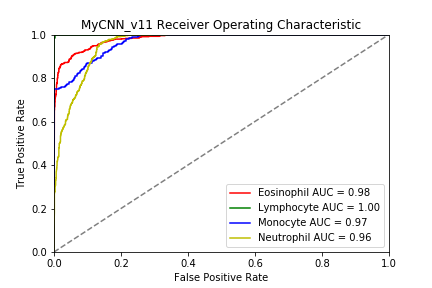 MyCNN_v11 Receiver Operating Characteristic
1.0
0.8
0.6
0.4
0.2
0.0
True Positive Rate
Eosinophil AUC = 0.98
Lymphocyte AUC = 1.00
Monocyte AUC = 0.97
Neutrophil AUC = 0.96
0.0 0.2 0.4 0.6 0.8 1.0
False Positive Rate